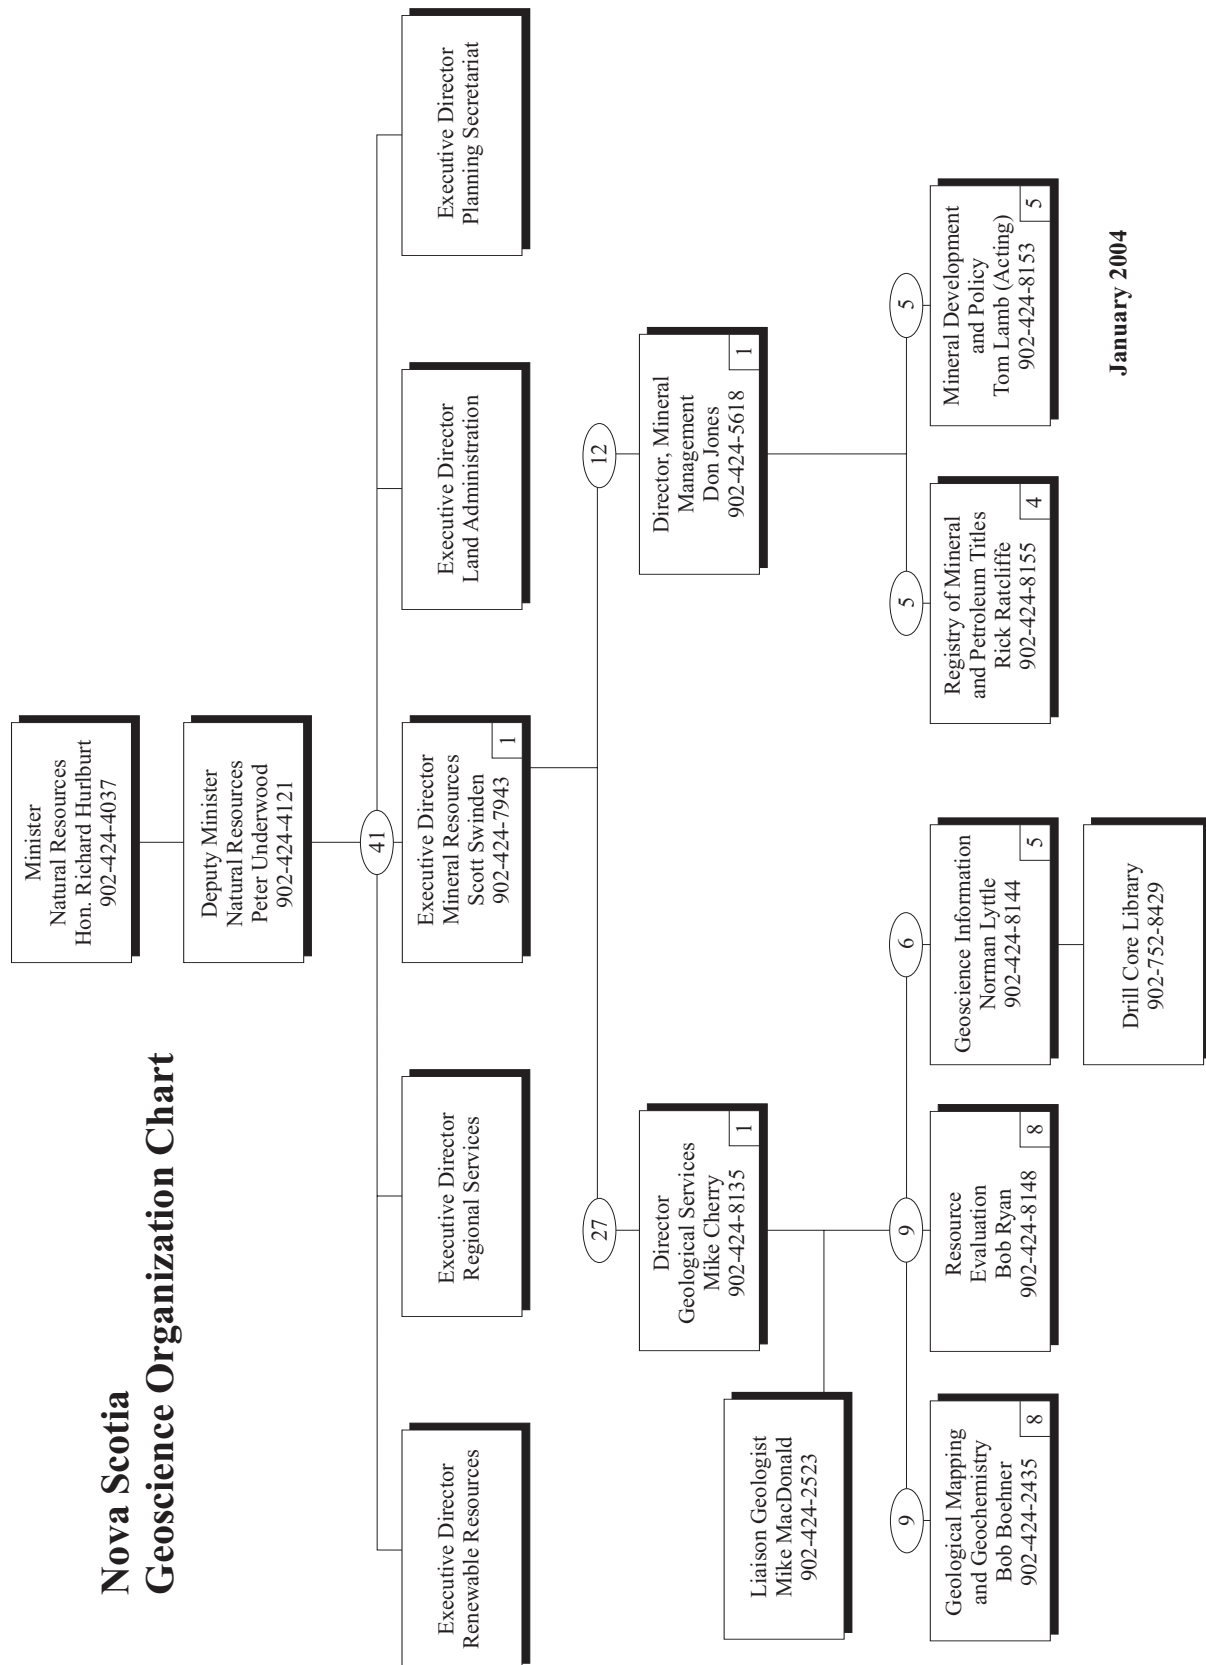 Nova Scotia
Geoscience Organization Chart
Minister
Natural Resources
Hon. Richard Hurlburt
902-424-4037
Deputy Minister
Natural Resources
Peter Underwood
902-424-4121
41
Executive Director
Renewable Resources
Executive Director
Regional Services
Executive Director
Mineral Resources
Scott Swinden
902-424-7943
1
Executive Director
Land Administration
Executive Director
Planning Secretariat
27
Director
Geological Services
Mike Cherry
902-424-8135
1
12
Director, Mineral
Management
Don Jones
902-424-5618
1
Liaison Geologist
Mike MacDonald
902-424-2523
9
Geological Mapping
and Geochemistry
Bob Boehner
902-424-2435
8
9
Resource
Evaluation
Bob Ryan
902-424-8148
8
6
Geoscience Information
Norman Lyttle
902-424-8144
5
Drill Core Library
902-752-8429
5
Registry of Mineral
and Petroleum Titles
Rick Ratcliffe
902-424-8155
4
5
Mineral Development
and Policy
Tom Lamb (Acting)
902-424-8153
5
January 2004